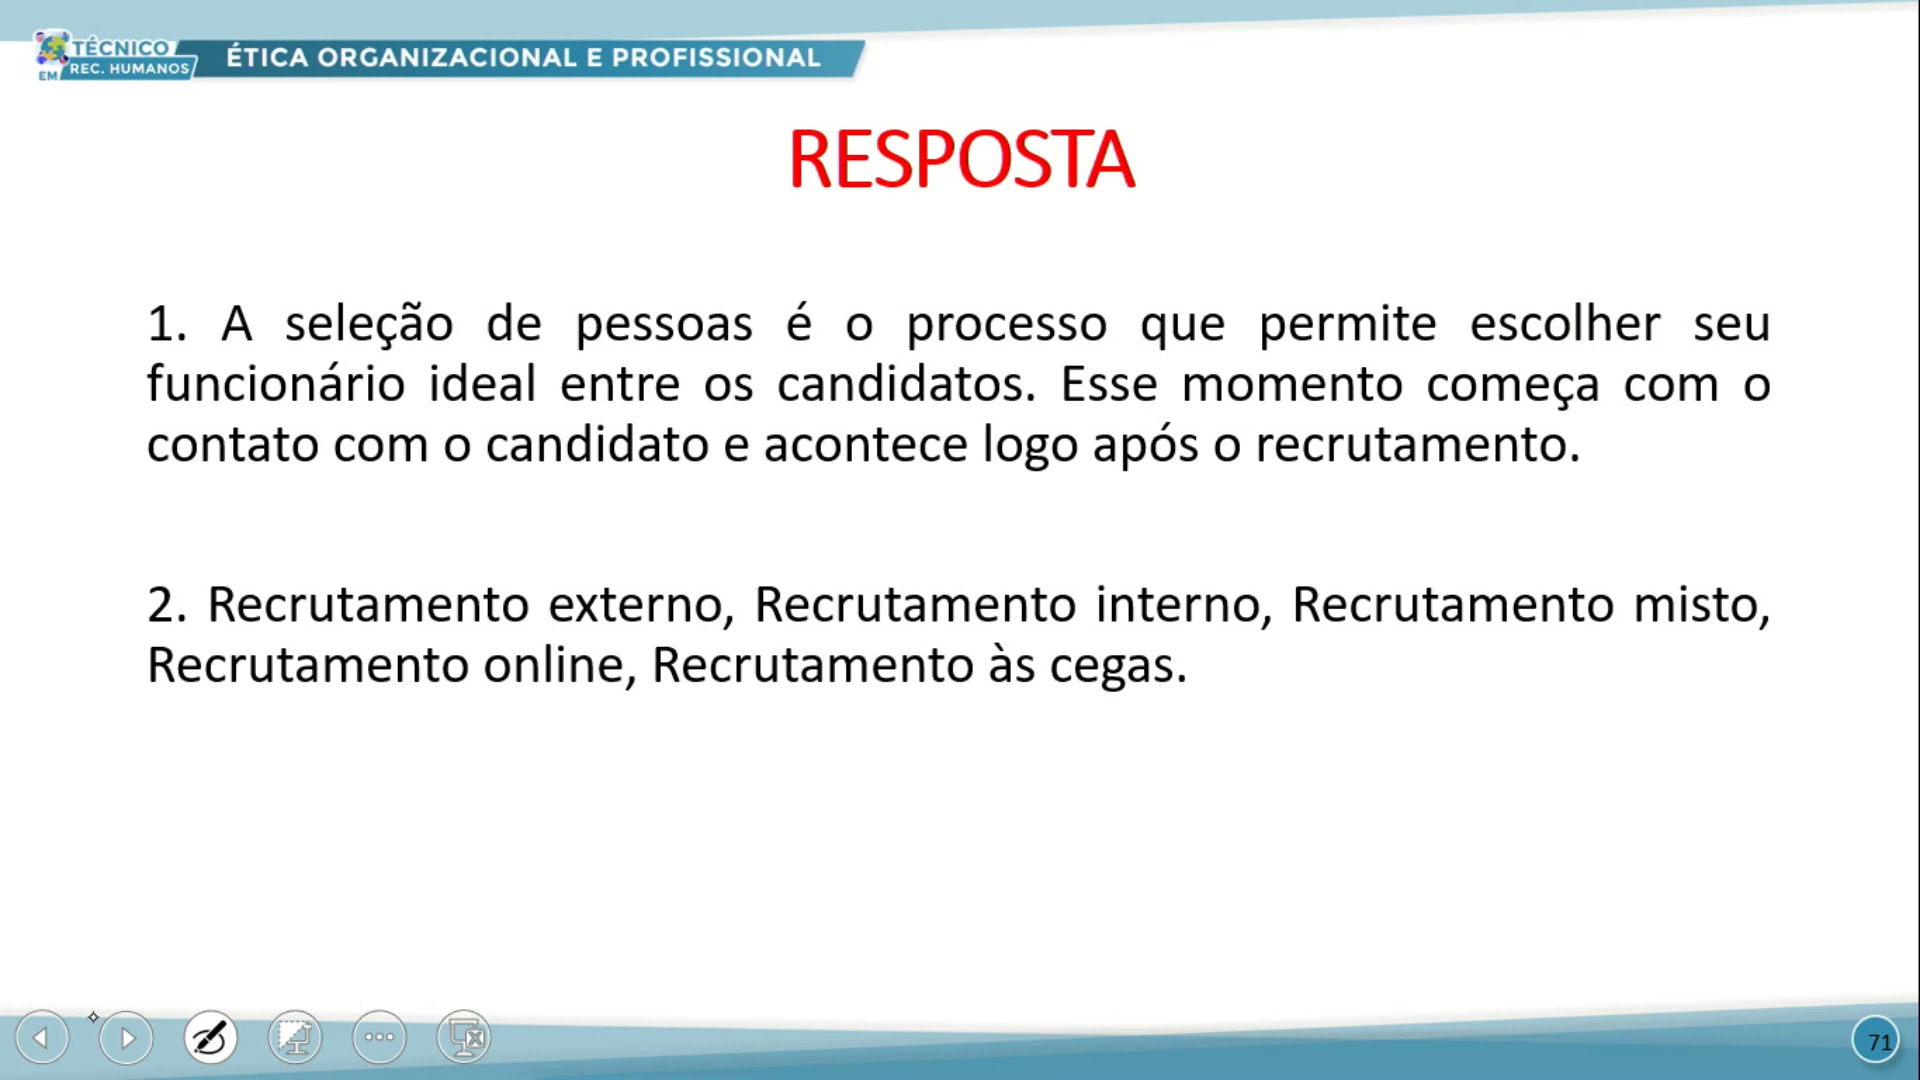 TÉCNICO
EM REC. HUMANOS
ÉTICA ORGANIZACIONAL E PROFISSIONAL
RESPOSTA
1. A seleção de pessoas é o processo que permite escolher seu
funcionário ideal entre os candidatos. Esse momento começa com o
contato com o candidato e acontece logo após o recrutamento.
2. Recrutamento externo, Recrutamento interno, Recrutamento misto,
Recrutamento online, Recrutamento às cegas.
71